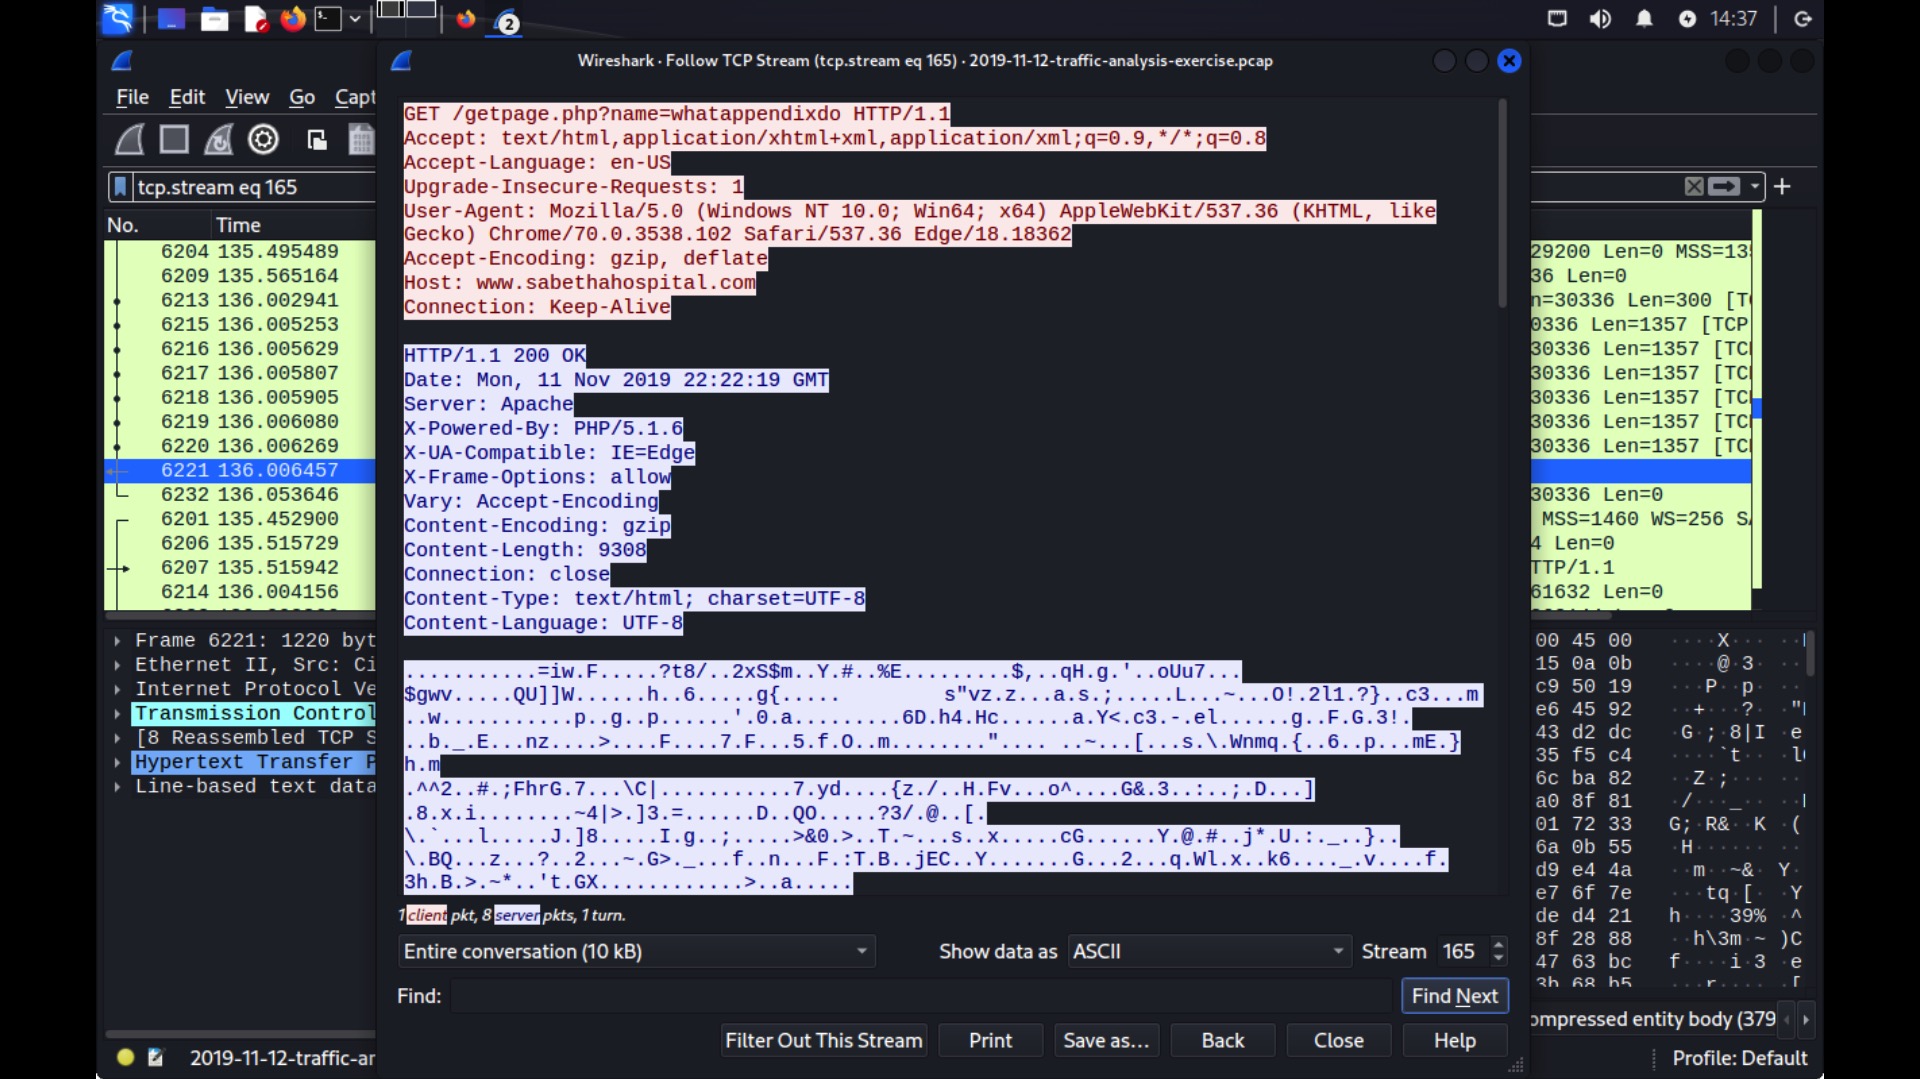 2
14:37
Wireshark · Follow TCP Stream (tcp.stream eq 165) · 2019-11-12-traffic-analysis-exercise.pcap
File Edit View Go Capt
tcp.stream eq 165
No. Time
6204 135.495489
6209 135.565164
6213 136.002941
6215 136.005253
6216 136.005629
6217 136.005807
6218 136.005905
6219 136.006080
6220 136.006269
6221 136.006457
6232 136.053646
6201 135.452900
6206 135.515729
6207 135.515942
6214 136.004156
Frame 6221: 1220 byt
Ethernet II, Src: Ci
Internet Protocol Ve
Transmission Control
[8 Reassembled TCP S
Hypertext Transfer P
Line-based text data
2019-11-12-traffic-ar
GET /getpage.php?name=whatappendixdo HTTP/1.1
Accept: text/html,application/xhtml+xml,application/xml;q=0.9,*/*;q=0.8
Accept-Language: en-US
Upgrade-Insecure-Requests: 1
User-Agent: Mozilla/5.0 (Windows NT 10.0; Win64; x64) AppleWebKit/537.36 (KHTML, like
Gecko) Chrome/70.0.3538.102 Safari/537.36 Edge/18.18362
Accept-Encoding: gzip, deflate
Host: www.sabethahospital.com
Connection: Keep-Alive
HTTP/1.1 200 OK
Date: Mon, 11 Nov 2019 22:22:19 GMT
Server: Apache
X-Powered-By: PHP/5.1.6
X-UA-Compatible: IE=Edge
X-Frame-Options: allow
Vary: Accept-Encoding
Content-Encoding: gzip
Content-Length: 9308
Connection: close
Content-Type: text/html; charset=UTF-8
Content-Language: UTF-8
...........=iw.F.....?t8/..2xS$m..Y.#..%E.........$,..qH.g.'..oUu7...
$gwv.....QU]]W......h..6.....g{..... s"vz.z...a.s.;.....L...~...O!.2l1.?}..c3...m
..w...........p..g..p......'.0.a.........6D.h4.Hc......a.Y<.c3.-.el......g..F.G.3!.
..b._.E...nz....>....F....7.F...5.f.O..m........".... ..~...[...s.\.Wnmq.{..6..p...mE.}
h.m
.^^2..#.;FhrG.7...\C|...........7.yd....{z./..H.Fv...o^....G&.3..:..;.D...]
.8.x.i........~4|>.]3.=......D..QO.....?3/.@..[.
\.`...l.....J.]8.....I.g..;.....>&0.>..T.~...s..x.....cG......Y.@.#..j*.U.:._...}..
\.BQ...z...?..2...~.G>._...f..n...F.:T.B..jEC..Y.......G...2...q.Wl.x..k6...._.v....f.
3h.B.>.~*..'t.GX............>..a.....
1 client pkt, 8 server pkts, 1 turn.
Entire conversation (10 kB) Show data as ASCII Stream 165
Find: Find Next
Filter Out This Stream Print Save as… Back Close Help
29200 Len=0 MSS=13
36 Len=0
n=30336 Len=300 [T
0336 Len=1357 [TCP
30336 Len=1357 [TC
30336 Len=1357 [TC
30336 Len=1357 [TC
30336 Len=1357 [TC
30336 Len=1357 [TC
30336 Len=0
MSS=1460 WS=256 S
4 Len=0
TTP/1.1
61632 Len=0
00 45 00 ····X··· ··
15 0a 0b ····@·3· ···
c9 50 19 ···P··p· ···
e6 45 92 ··+···?· ·"
43 d2 dc G·;·8|I e
35 f5 c4 ····`t·· l
6c ba 82 ··Z·;··· ···
a0 8f 81 ·/···_·· ··
01 72 33 G;·R&··K (
6a 0b 55 ·H······ ···
d9 e4 4a ··m··~& Y·
e7 6f 7e ···tq·[· ·Y
de d4 21 h····39% ·^
8f 28 88 ··h\3m·~ )C
47 63 bc f····i·3 ·e
3b 68 b5 ···r···· ·[
ompressed entity body (379
Profile: Default